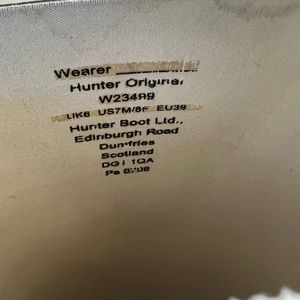 Wearer
Hunter Original
W23499
UK6 US7M/8F EU39
Hunter Boot Ltd.,
Edinburgh Road
Dumfries
Scotland
DG1 1QA